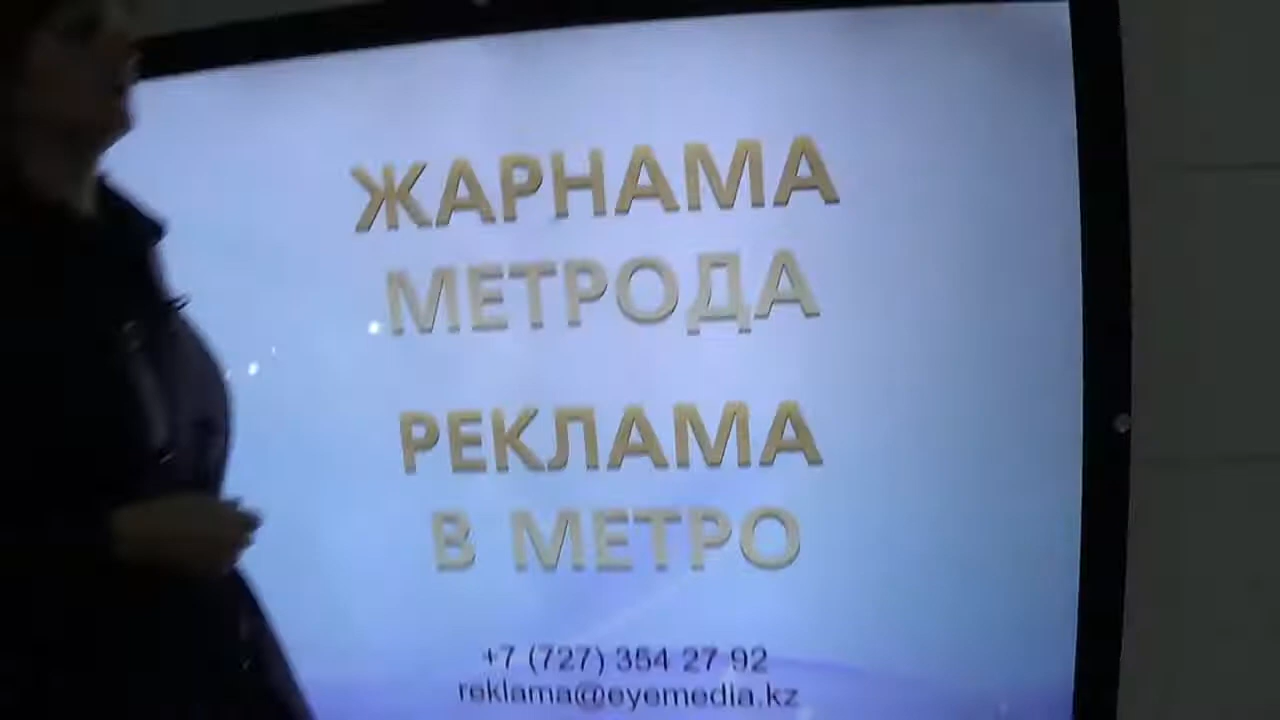 ЖАРНАМА
МЕТРОДА
РЕКЛАМА
В МЕТРО
+7 (727) 354 27 92
reklama@eyemedia.kz